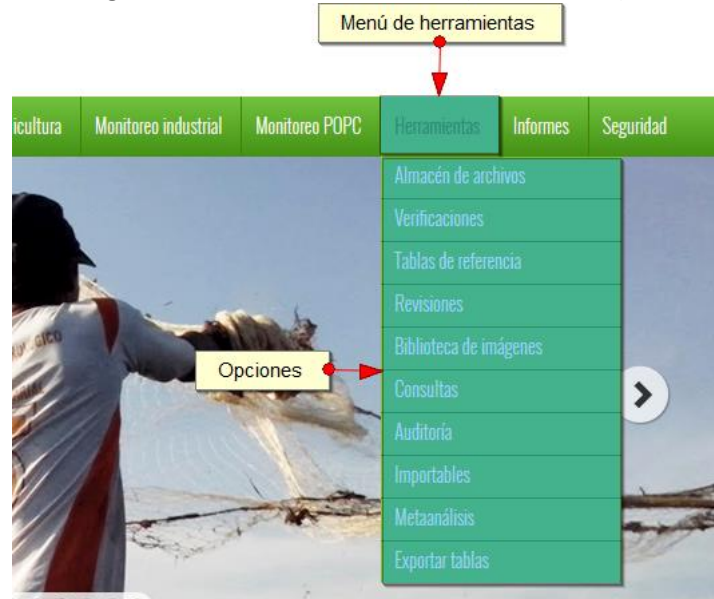 Menú de herramientas
icultura Monitoreo industrial Monitoreo POPC Herramientas Informes Seguridad
Almacén de archivos
Verificaciones
Tablas de referencia
Revisiones
Biblioteca de imágenes
Opciones
Consultas
Auditoría
Importables
Metaanálisis
Exportar tablas